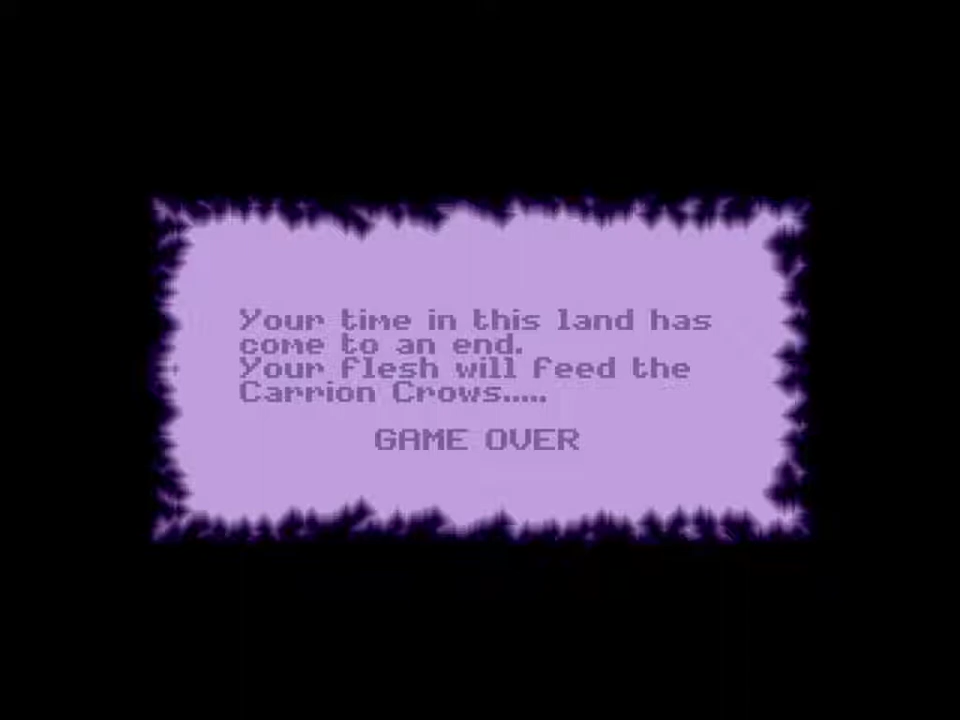 Your time in this land has
come to an end.
Your flesh will feed the
Carrion Crows.....
GAME OVER